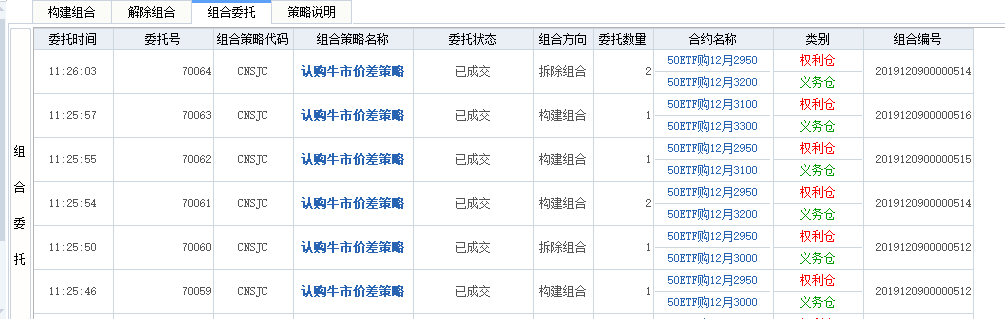 构建组合 解除组合 组合委托 策略说明
组合委托
委托时间 委托号 组合策略代码 组合策略名称 委托状态 组合方向 委托数量 合约名称 类别 组合编号
11:26:03 70064 CNSJC 认购牛市价差策略 已成交 拆除组合 2 50ETF购12月2950 权利仓 2019120900000514
50ETF购12月3200 义务仓
11:25:57 70063 CNSJC 认购牛市价差策略 已成交 构建组合 1 50ETF购12月3100 权利仓 2019120900000516
50ETF购12月3300 义务仓
11:25:55 70062 CNSJC 认购牛市价差策略 已成交 构建组合 1 50ETF购12月2950 权利仓 2019120900000515
50ETF购12月3100 义务仓
11:25:54 70061 CNSJC 认购牛市价差策略 已成交 构建组合 2 50ETF购12月2950 权利仓 2019120900000514
50ETF购12月3200 义务仓
11:25:50 70060 CNSJC 认购牛市价差策略 已成交 拆除组合 1 50ETF购12月2950 权利仓 2019120900000512
50ETF购12月3000 义务仓
11:25:46 70059 CNSJC 认购牛市价差策略 已成交 构建组合 1 50ETF购12月2950 权利仓 2019120900000512
50ETF购12月3000 义务仓